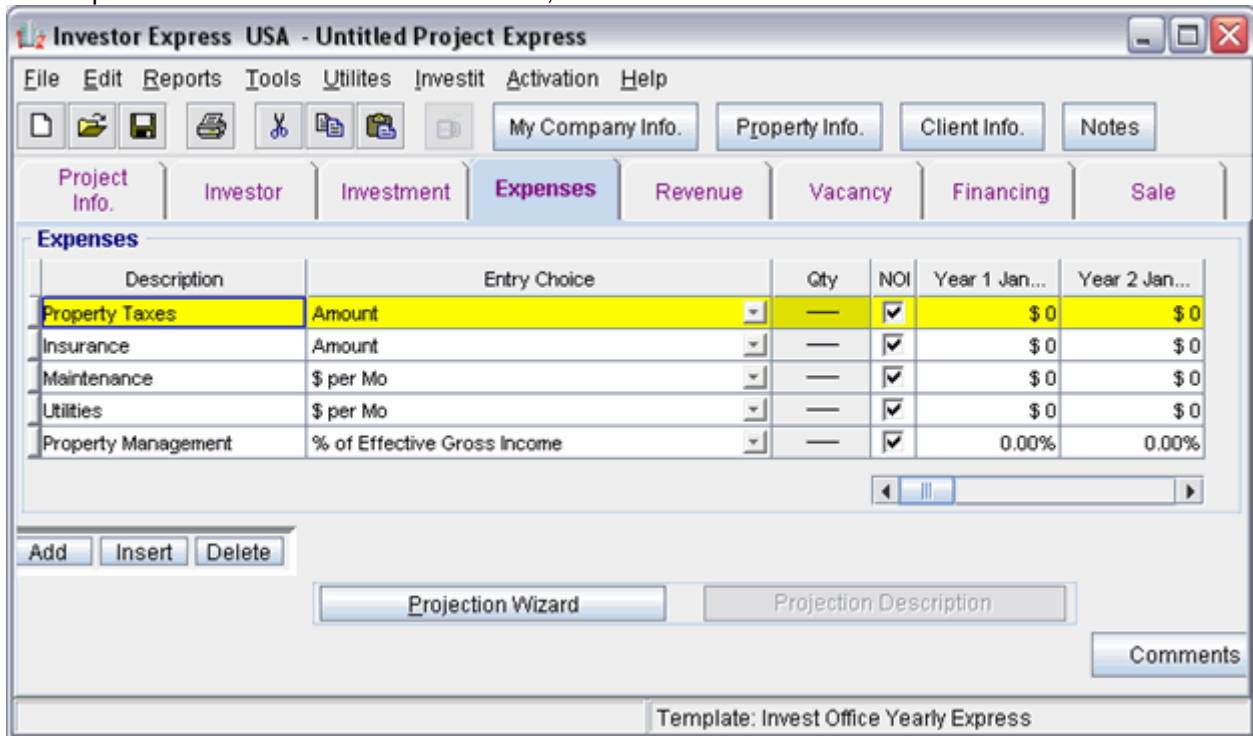 Investor Express USA - Untitled Project Express
File Edit Reports Tools Utilites Investit Activation Help
My Company Info. Property Info. Client Info. Notes
Project Info. Investor Investment Expenses Revenue Vacancy Financing Sale
Expenses
Description Entry Choice Qty NOI Year 1 Jan... Year 2 Jan...
Property Taxes Amount — $ 0 $ 0
Insurance Amount — $ 0 $ 0
Maintenance $ per Mo — $ 0 $ 0
Utilities $ per Mo — $ 0 $ 0
Property Management % of Effective Gross Income — 0.00% 0.00%
Add Insert Delete
Projection Wizard Projection Description
Comments
Template: Invest Office Yearly Express